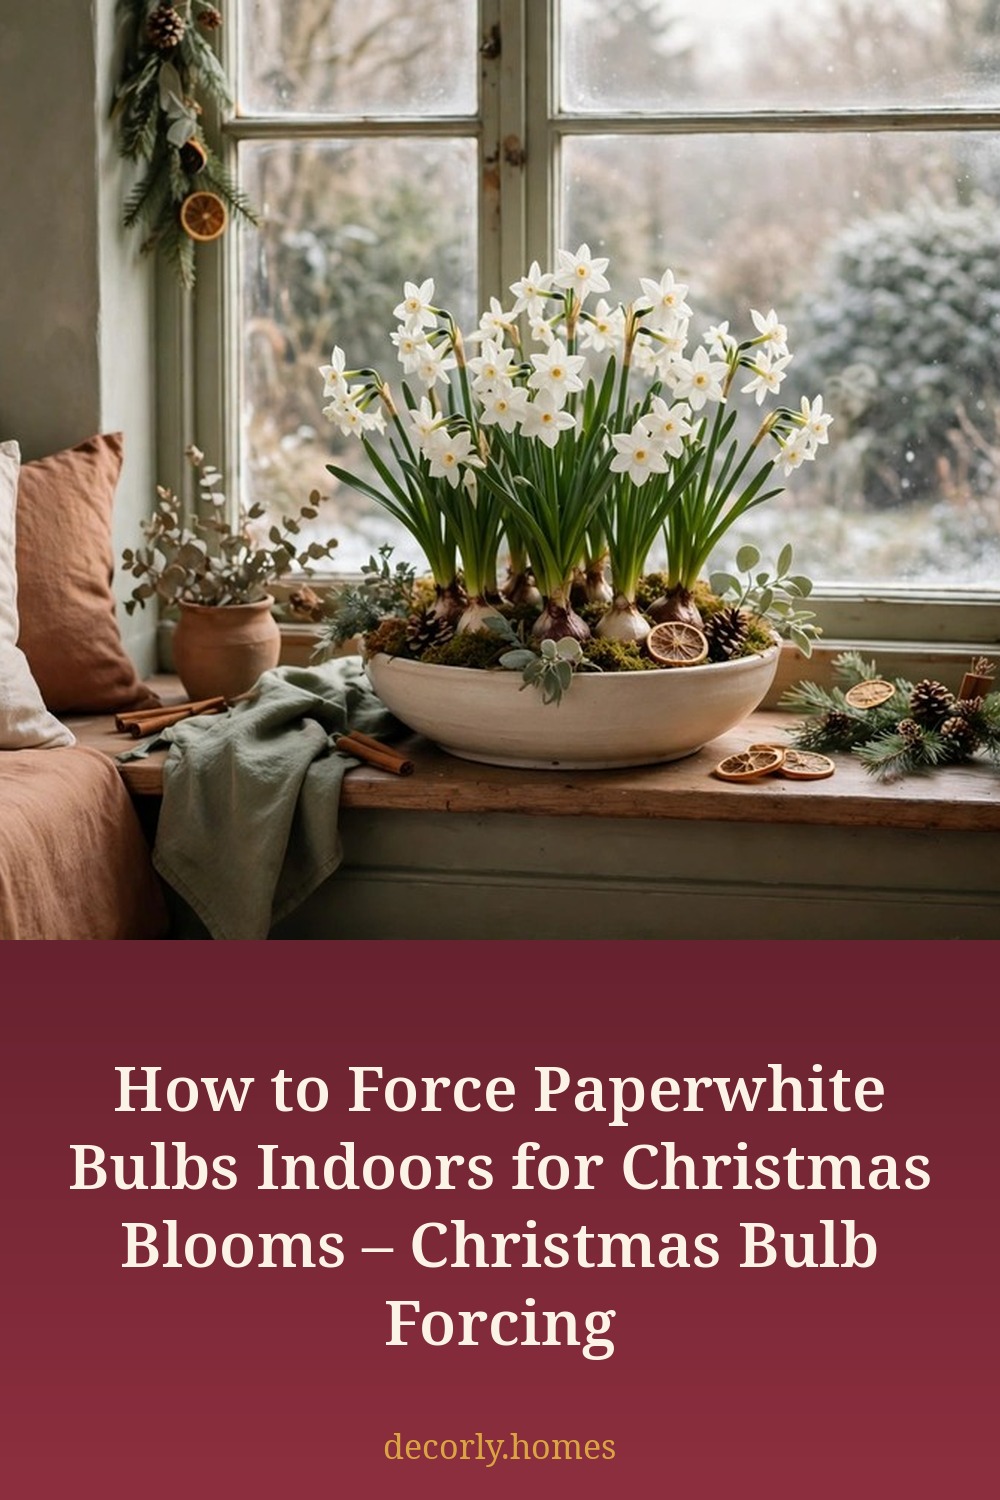 How to Force Paperwhite
Bulbs Indoors for Christmas
Blooms – Christmas Bulb
Forcing
decorly.homes